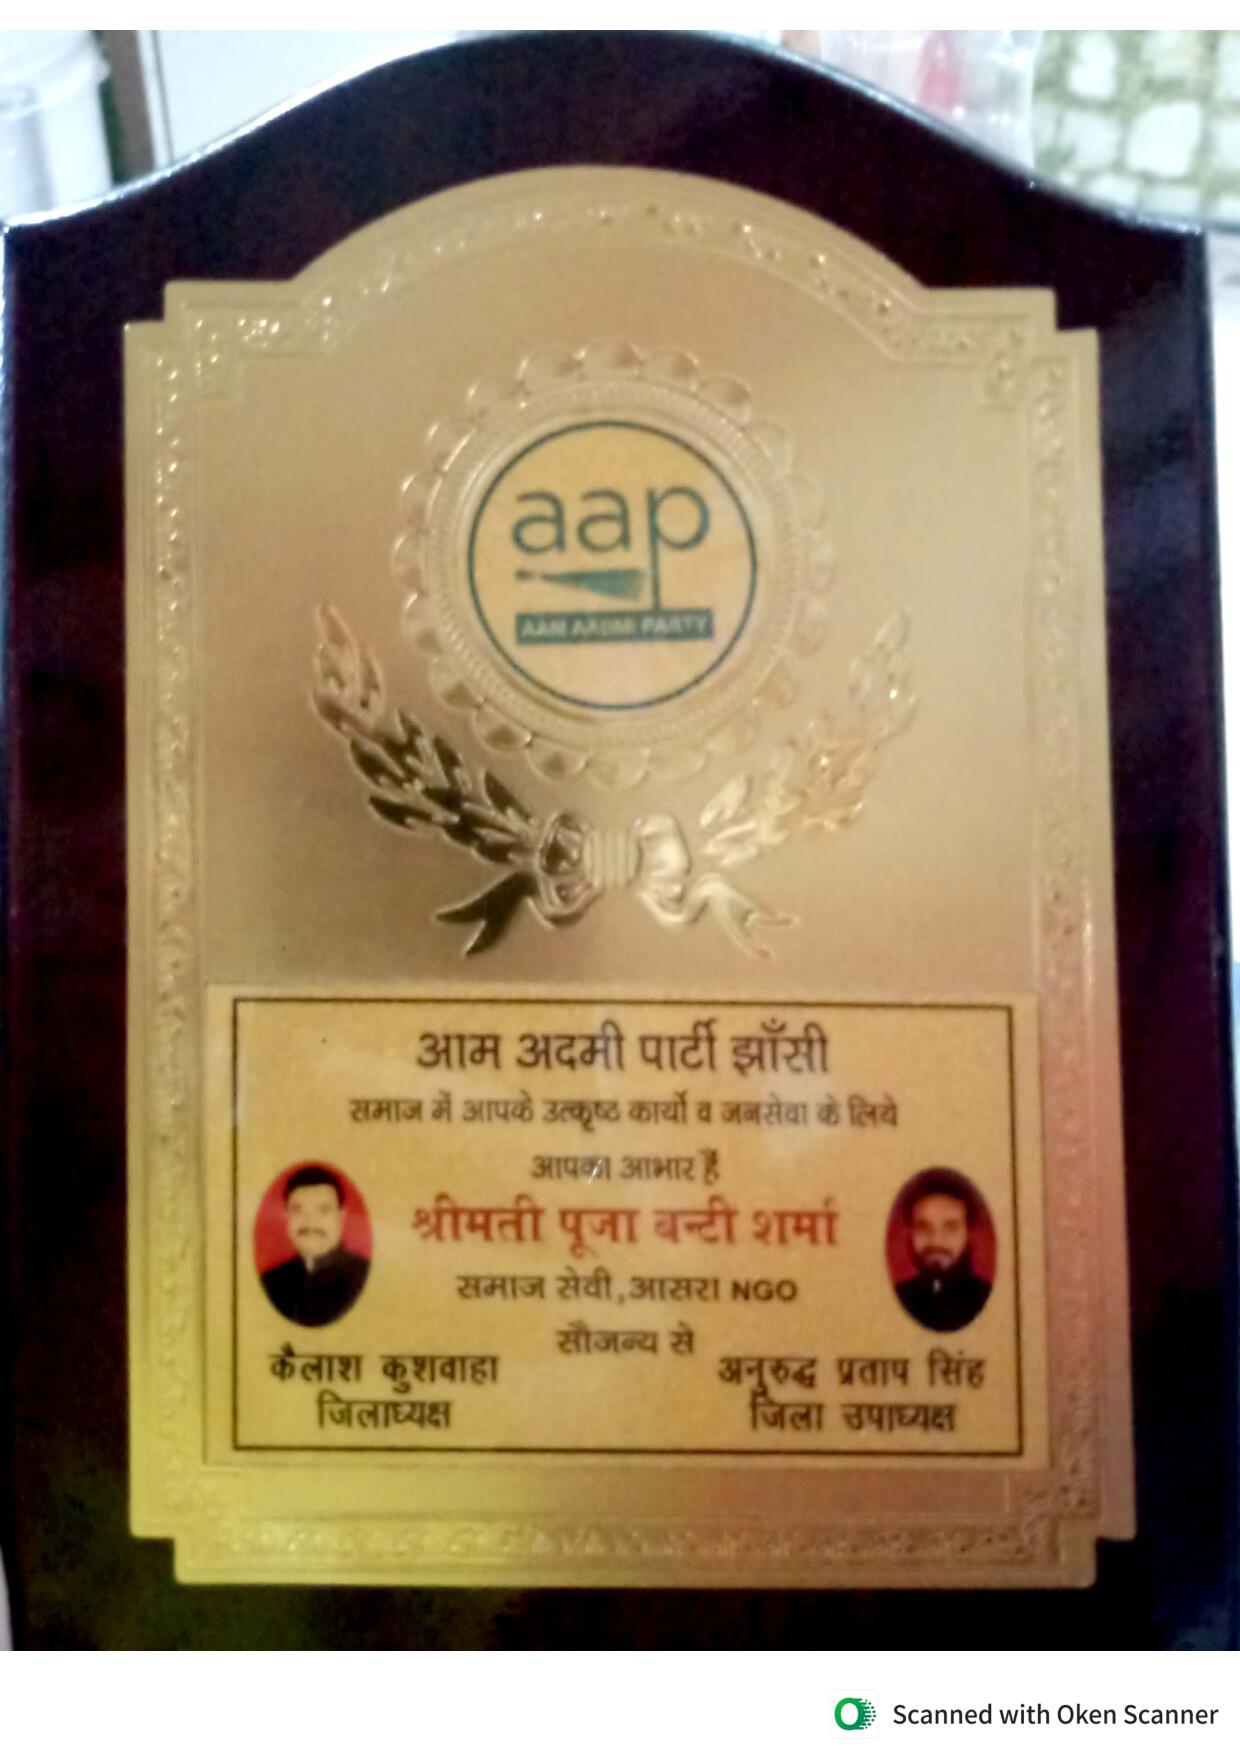 aap
AAM AADMI PARTY
आम अदमी पार्टी झाँसी
समाज में आपके उत्कृष्ठ कार्यो व जनसेवा के लिये
आपका आभार हैं
श्रीमती पूजा बन्टी शर्मा
समाज सेवी,आसरा NGO
सौजन्य से
कैलाश कुशवाहा
जिलाध्यक्ष
अनुरुद्ध प्रताप सिंह
जिला उपाध्यक्ष
Scanned with Oken Scanner